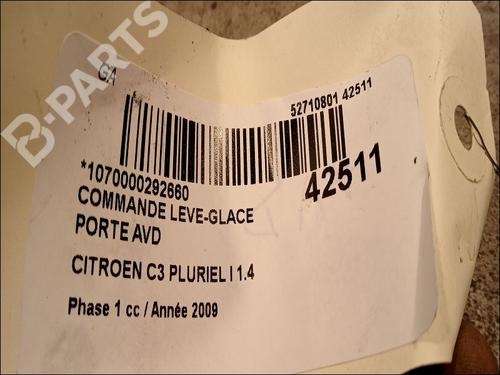 B-PARTS
GA
52710801 42511
*1070000292660
42511
COMMANDE LEVE-GLACE
PORTE AVD
CITROEN C3 PLURIEL I 1.4
Phase 1 cc / Année 2009